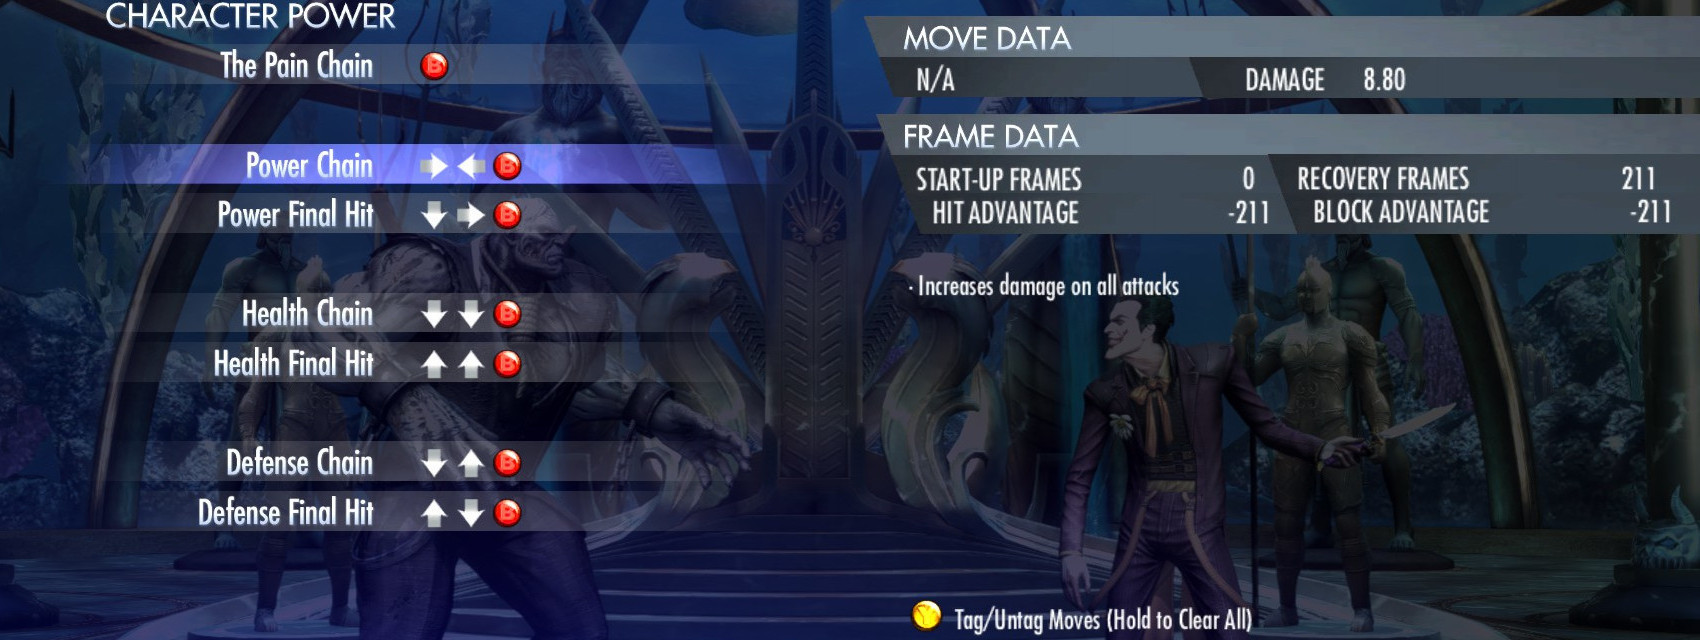 CHARACTER POWER
The Pain Chain B
Power Chain B
Power Final Hit B
Health Chain B
Health Final Hit B
Defense Chain B
Defense Final Hit B
MOVE DATA
N/A DAMAGE 8.80
FRAME DATA
START-UP FRAMES 0 RECOVERY FRAMES 211
HIT ADVANTAGE -211 BLOCK ADVANTAGE -211
· Increases damage on all attacks
Y Tag/Untag Moves (Hold to Clear All)